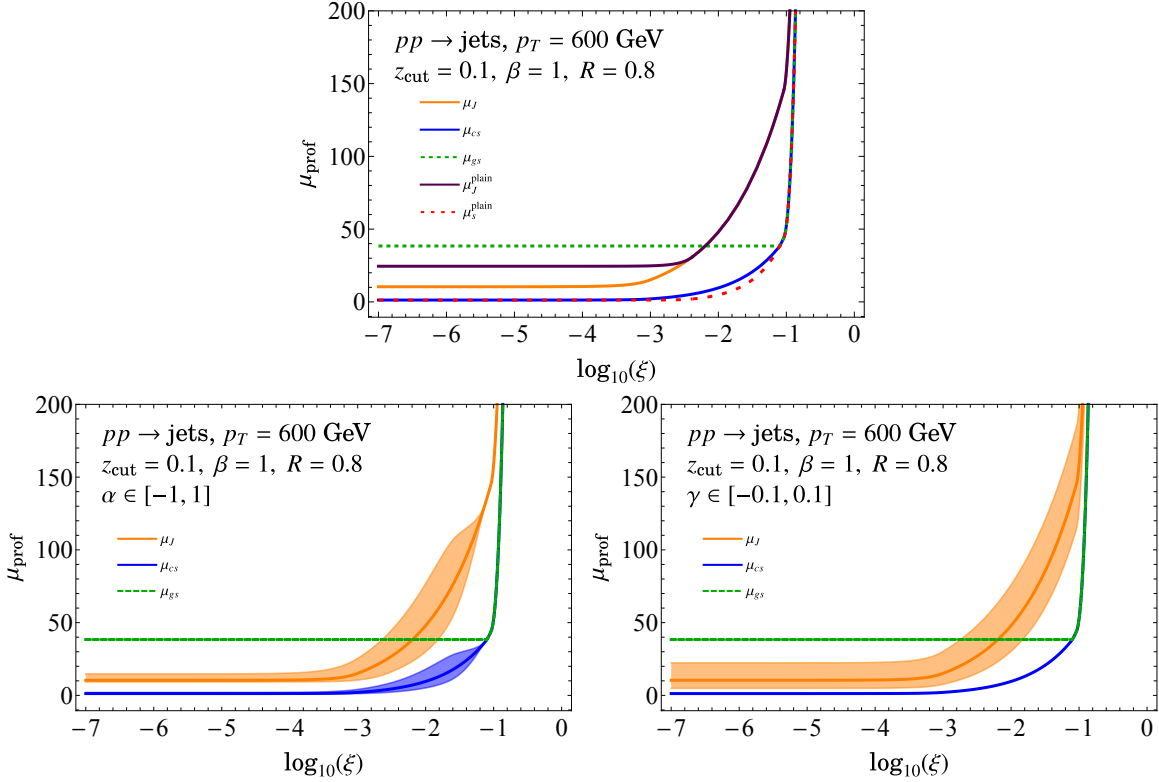 pp → jets, p_T = 600 GeV
z_cut = 0.1, β = 1, R = 0.8
μ_J
μ_cs
μ_gs
μ_J^plain
μ_s^plain
μ_prof
200
150
100
50
0
−7 −6 −5 −4 −3 −2 −1 0
log₁₀(ξ)
pp → jets, p_T = 600 GeV
z_cut = 0.1, β = 1, R = 0.8
α ∈ [−1, 1]
μ_J
μ_cs
μ_gs
μ_prof
200
150
100
50
0
−7 −6 −5 −4 −3 −2 −1 0
log₁₀(ξ)
pp → jets, p_T = 600 GeV
z_cut = 0.1, β = 1, R = 0.8
γ ∈ [−0.1, 0.1]
μ_J
μ_cs
μ_gs
μ_prof
200
150
100
50
0
−7 −6 −5 −4 −3 −2 −1 0
log₁₀(ξ)